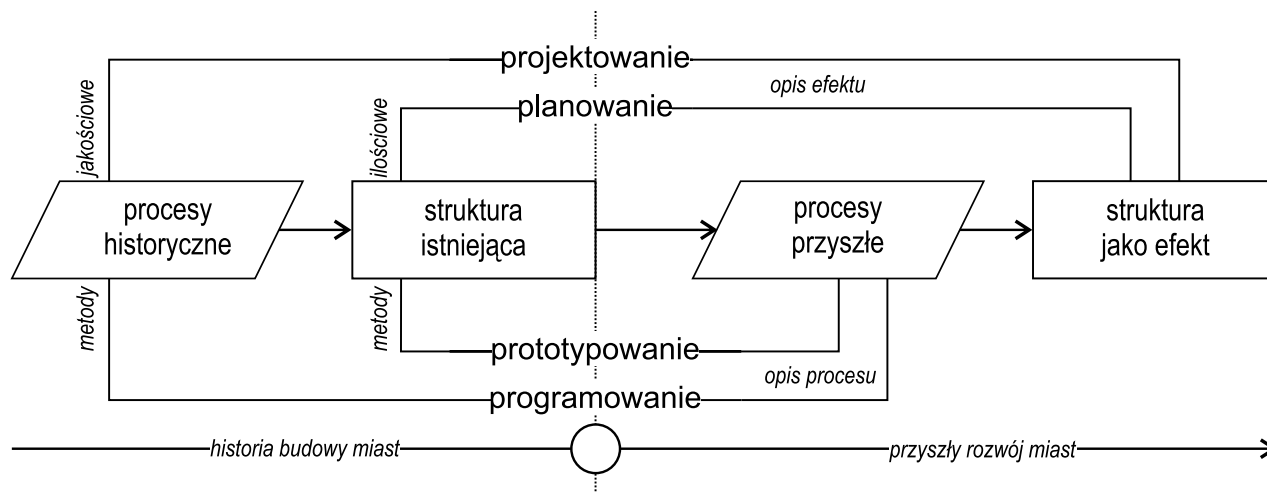 projektowanie
opis efektu
planowanie
jakościowe
ilościowe
procesy
historyczne
struktura
istniejąca
procesy
przyszłe
struktura
jako efekt
metody
metody
prototypowanie
opis procesu
programowanie
historia budowy miast
przyszły rozwój miast